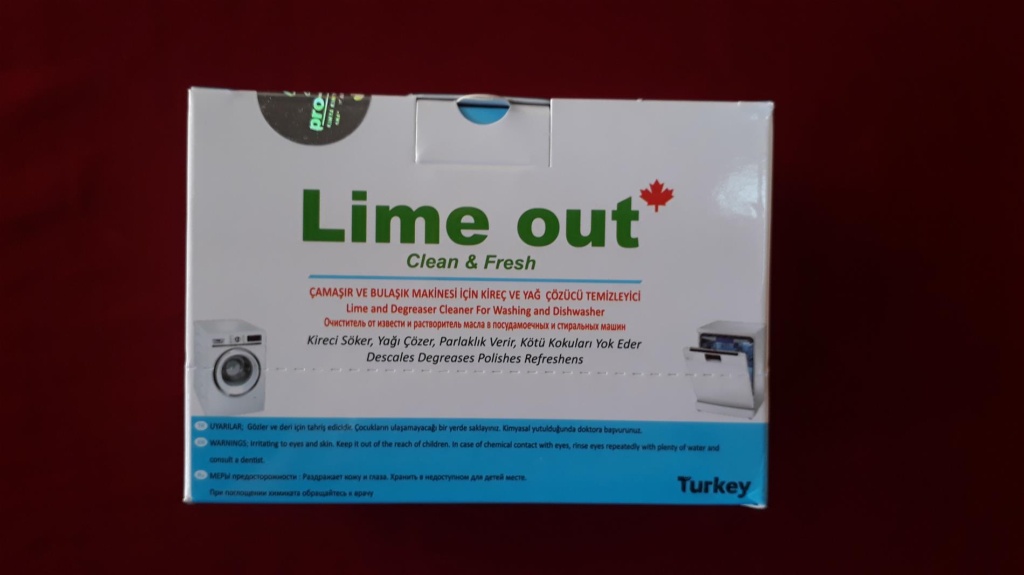 pro
Lime out
Clean & Fresh
ÇAMAŞIR VE BULAŞIK MAKİNESİ İÇİN KİREÇ VE YAĞ ÇÖZÜCÜ TEMİZLEYİCİ
Lime and Degreaser Cleaner For Washing and Dishwasher
Очиститель от извести и растворитель масла в посудамоечных и стиральных машин
Kireci Söker, Yağı Çözer, Parlaklık Verir, Kötü Kokuları Yok Eder
Descales Degreases Polishes Refreshens
UYARILAR; Gözler ve deri için tahriş edicidir. Çocukların ulaşamayacağı bir yerde saklayınız. Kimyasal yutulduğunda doktora başvurunuz.
WARNINGS; Irritating to eyes and skin. Keep it out of the reach of children. In case of chemical contact with eyes, rinse eyes repeatedly with plenty of water and
consult a dentist.
МЕРЫ предосторожности : Раздражает кожу и глаза. Хранить в недоступном для детей месте.
При поглощении химиката обращайтесь к врачу
Turkey